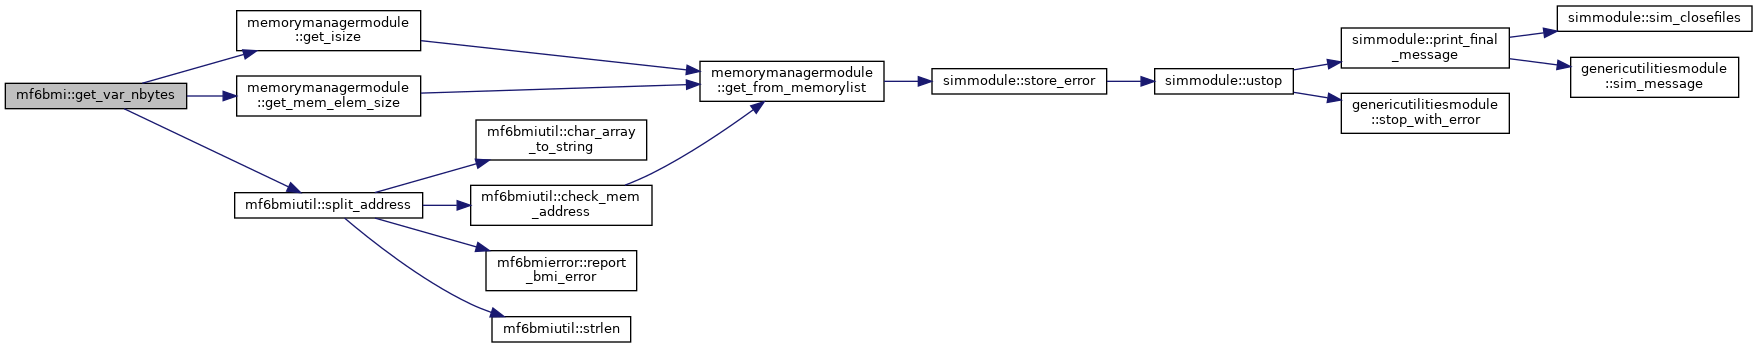 mf6bmi::get_var_nbytes
memorymanagermodule
::get_isize
memorymanagermodule
::get_mem_elem_size
mf6bmiutil::split_address
mf6bmiutil::char_array
_to_string
mf6bmiutil::check_mem
_address
mf6bmierror::report
_bmi_error
mf6bmiutil::strlen
memorymanagermodule
::get_from_memorylist
simmodule::store_error
simmodule::ustop
simmodule::print_final
_message
genericutilitiesmodule
::stop_with_error
simmodule::sim_closefiles
genericutilitiesmodule
::sim_message